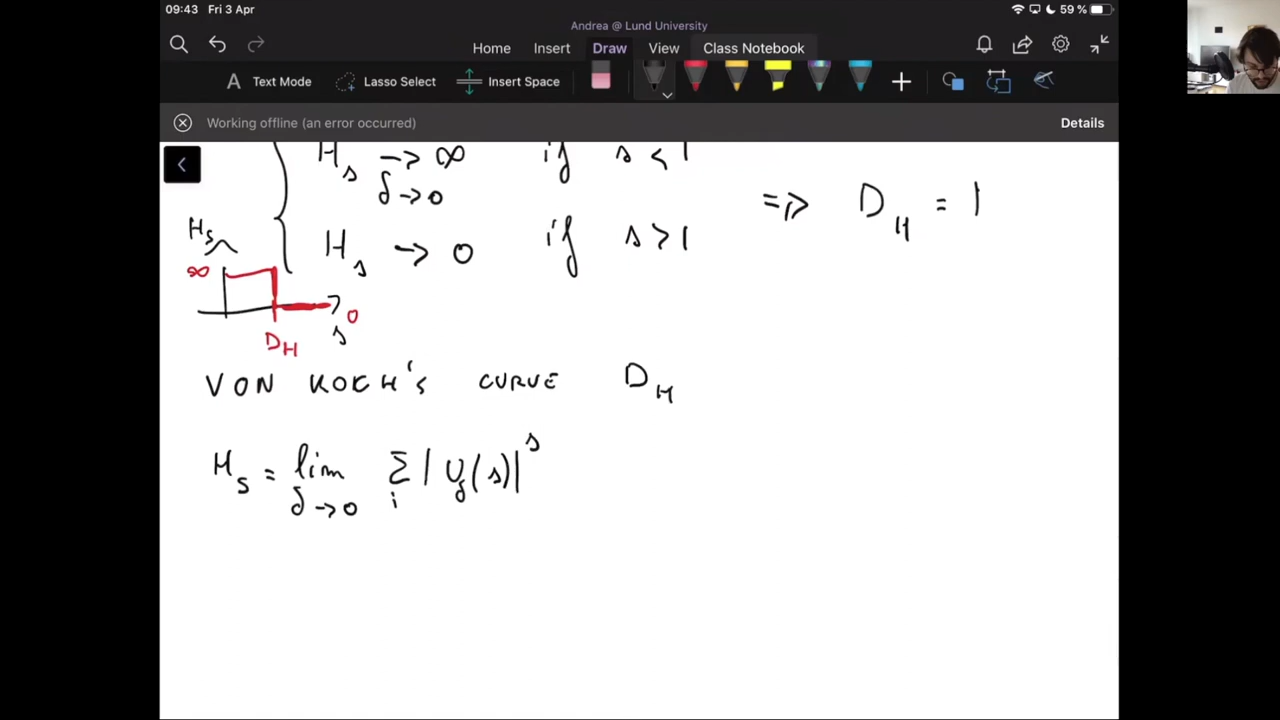 09:43 Fri 3 Apr
59 %
Andrea @ Lund University
Home Insert Draw View Class Notebook
Text Mode Lasso Select Insert Space
Working offline (an error occurred) Details
H_s → ∞ if s < 1
δ → 0
=> D_H = 1
H_s → 0 if s > 1
H_s
∞
0
D_H s
VON KOCH's CURVE D_H
H_s = lim Σ | U_i(s)|^s
δ → 0 i